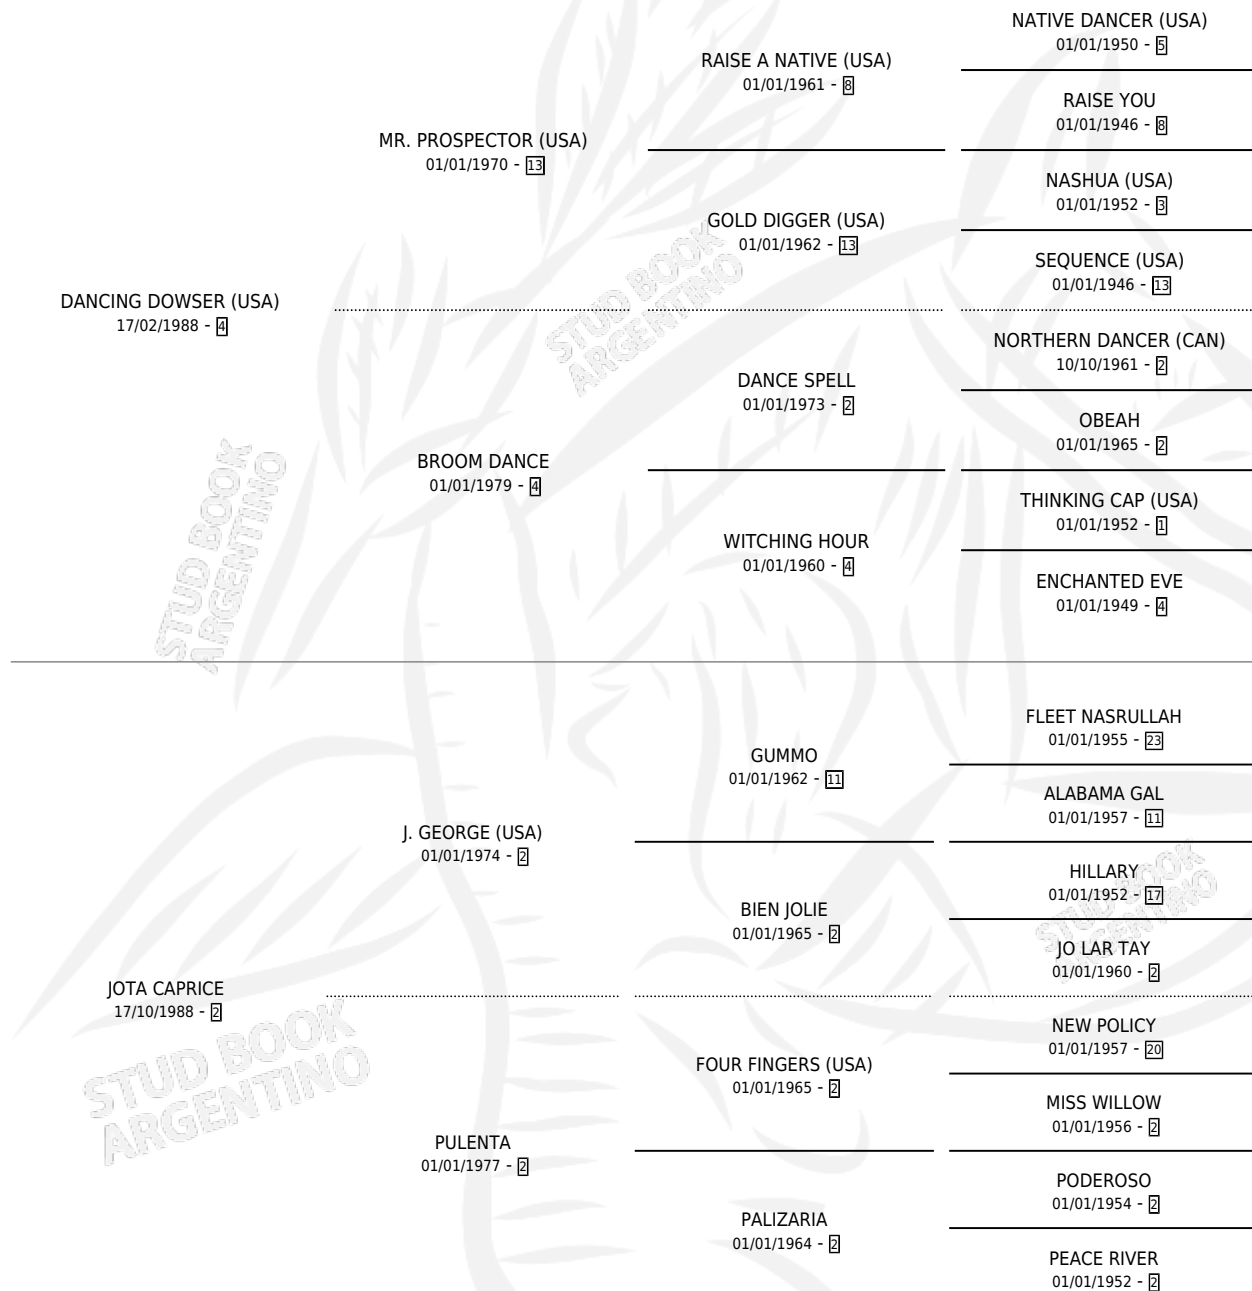 NATIVE DANCER (USA)
01/01/1950 - 5
RAISE A NATIVE (USA)
01/01/1961 - 8
RAISE YOU
01/01/1946 - 8
MR. PROSPECTOR (USA)
01/01/1970 - 13
NASHUA (USA)
01/01/1952 - 3
GOLD DIGGER (USA)
01/01/1962 - 13
SEQUENCE (USA)
01/01/1946 - 13
DANCING DOWSER (USA)
17/02/1988 - 4
NORTHERN DANCER (CAN)
10/10/1961 - 2
DANCE SPELL
01/01/1973 - 2
OBEAH
01/01/1965 - 2
BROOM DANCE
01/01/1979 - 4
THINKING CAP (USA)
01/01/1952 - 1
WITCHING HOUR
01/01/1960 - 4
ENCHANTED EVE
01/01/1949 - 4
FLEET NASRULLAH
01/01/1955 - 23
GUMMO
01/01/1962 - 11
ALABAMA GAL
01/01/1957 - 11
J. GEORGE (USA)
01/01/1974 - 2
HILLARY
01/01/1952 - 17
BIEN JOLIE
01/01/1965 - 2
JO LAR TAY
01/01/1960 - 2
JOTA CAPRICE
17/10/1988 - 2
NEW POLICY
01/01/1957 - 20
FOUR FINGERS (USA)
01/01/1965 - 2
MISS WILLOW
01/01/1956 - 2
PULENTA
01/01/1977 - 2
PODEROSO
01/01/1954 - 2
PALIZARIA
01/01/1964 - 2
PEACE RIVER
01/01/1952 - 2
STUD BOOK
ARGENTINO
STUD BOOK
ARGENTINO
STUD BOOK
ARGENTINO
STUD BOOK
ARGENTINO